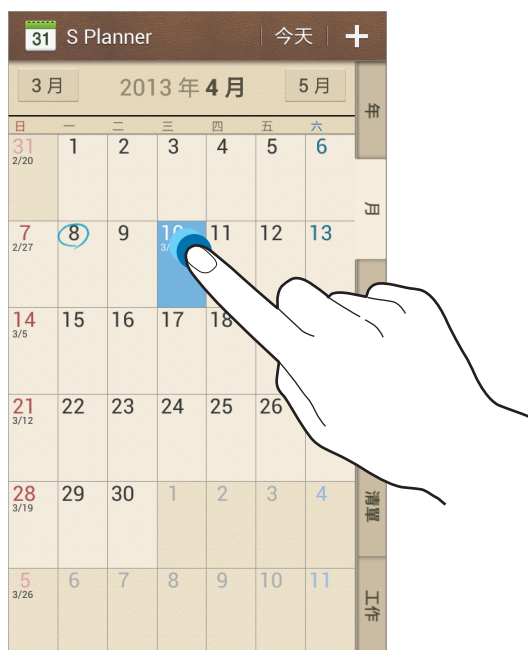 31 S Planner 今天
3 月 2013 年 4 月 5 月
日 一 二 三 四 五 六
31 1 2 3 4 5 6
2/20
7 8 9 10 11 12 13
2/27 3/
14 15 16 17 18
3/5
21 22 23 24 25 26
3/12
28 29 30 1 2 3 4
3/19
5 6 7 8 9 10 11
3/26
年
月
清單
工作